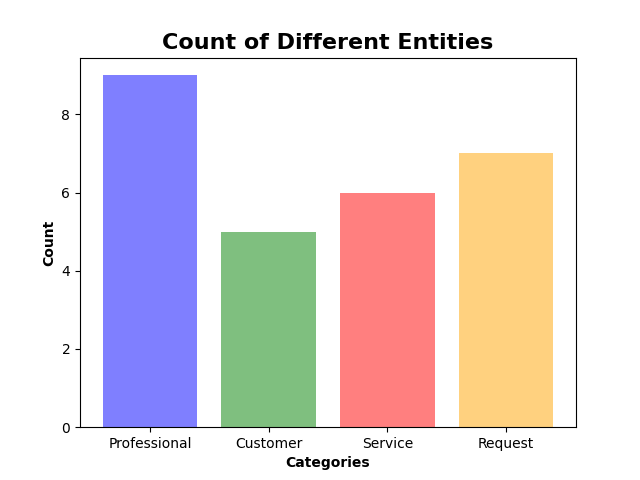 Count of Different Entities
8
6
4
2
0
Count
Professional Customer Service Request
Categories